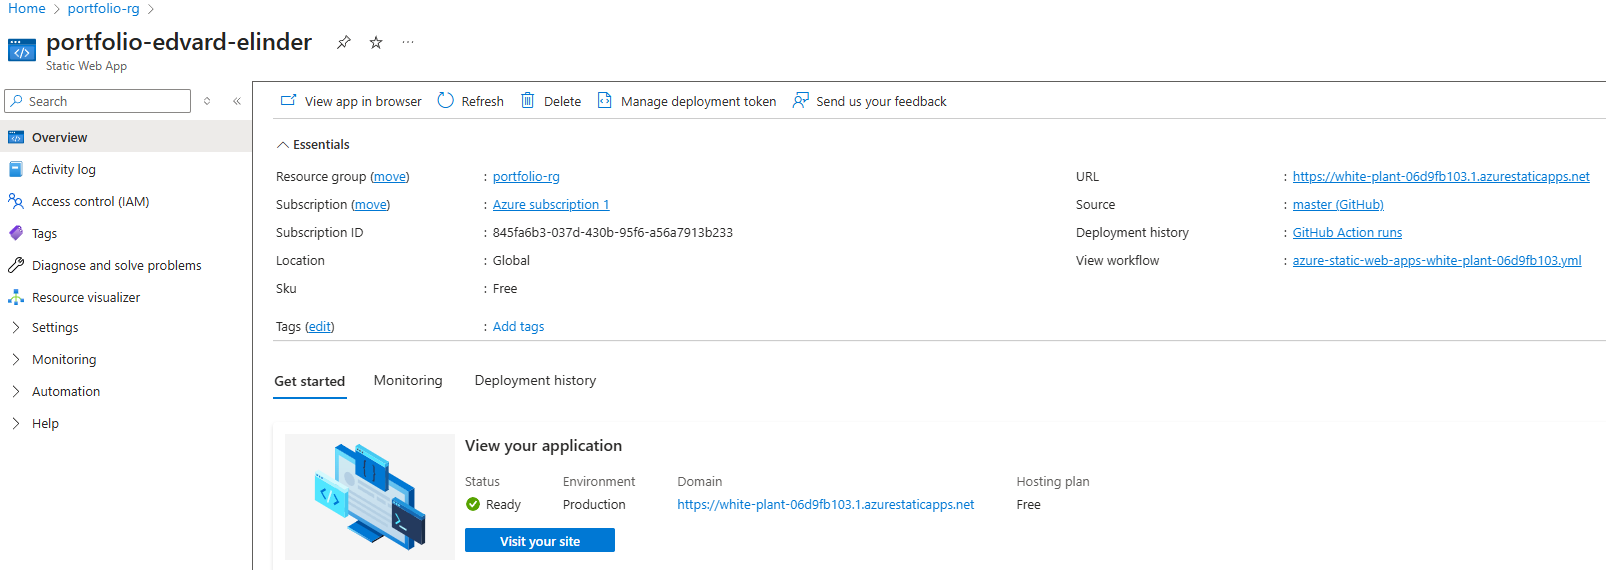 Home > portfolio-rg >
portfolio-edvard-elinder
Static Web App
Search
Overview
Activity log
Access control (IAM)
Tags
Diagnose and solve problems
Resource visualizer
Settings
Monitoring
Automation
Help
View app in browser Refresh Delete Manage deployment token Send us your feedback
Essentials
Resource group (move) : portfolio-rg
Subscription (move) : Azure subscription 1
Subscription ID : 845fa6b3-037d-430b-95f6-a56a7913b233
Location : Global
Sku : Free
Tags (edit) : Add tags
URL : https://white-plant-06d9fb103.1.azurestaticapps.net
Source : master (GitHub)
Deployment history : GitHub Action runs
View workflow : azure-static-web-apps-white-plant-06d9fb103.yml
Get started Monitoring Deployment history
View your application
Status Environment Domain Hosting plan
Ready Production https://white-plant-06d9fb103.1.azurestaticapps.net Free
Visit your site